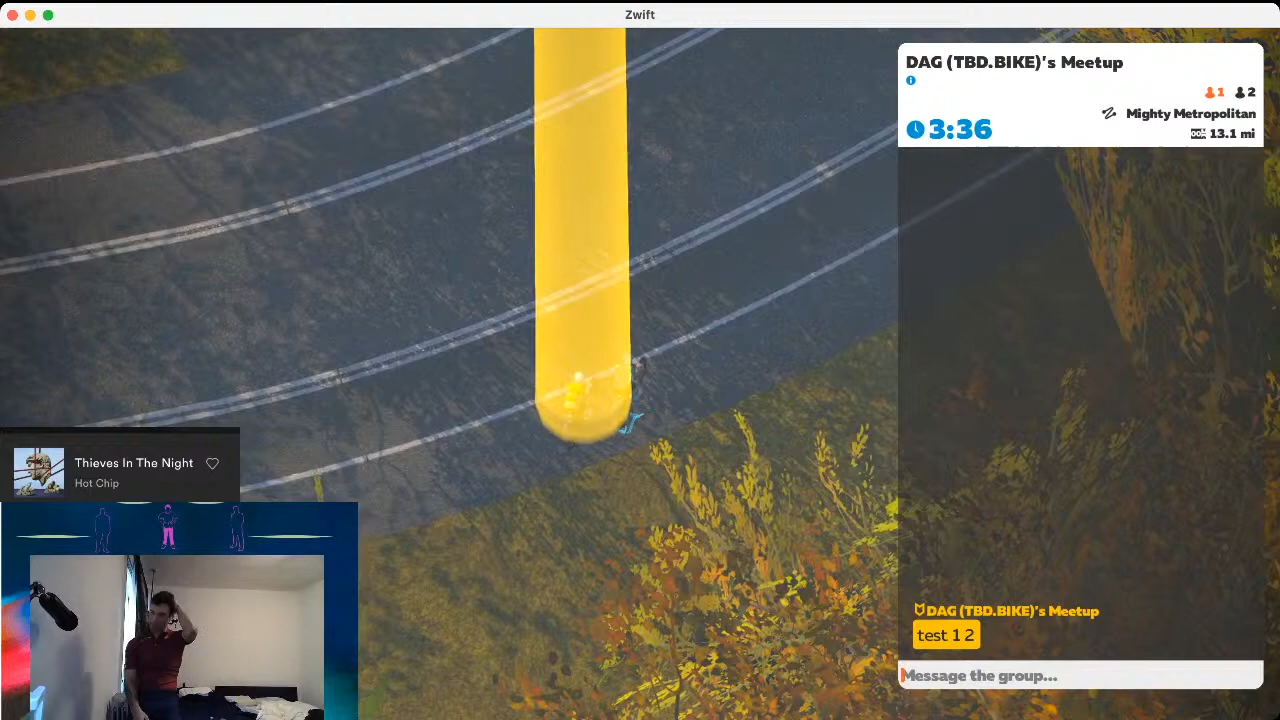 Zwift
DAG (TBD.BIKE)'s Meetup
1 2
3:36
Mighty Metropolitan
13.1 mi
Thieves In The Night
Hot Chip
DAG (TBD.BIKE)'s Meetup
test 1 2
Message the group...